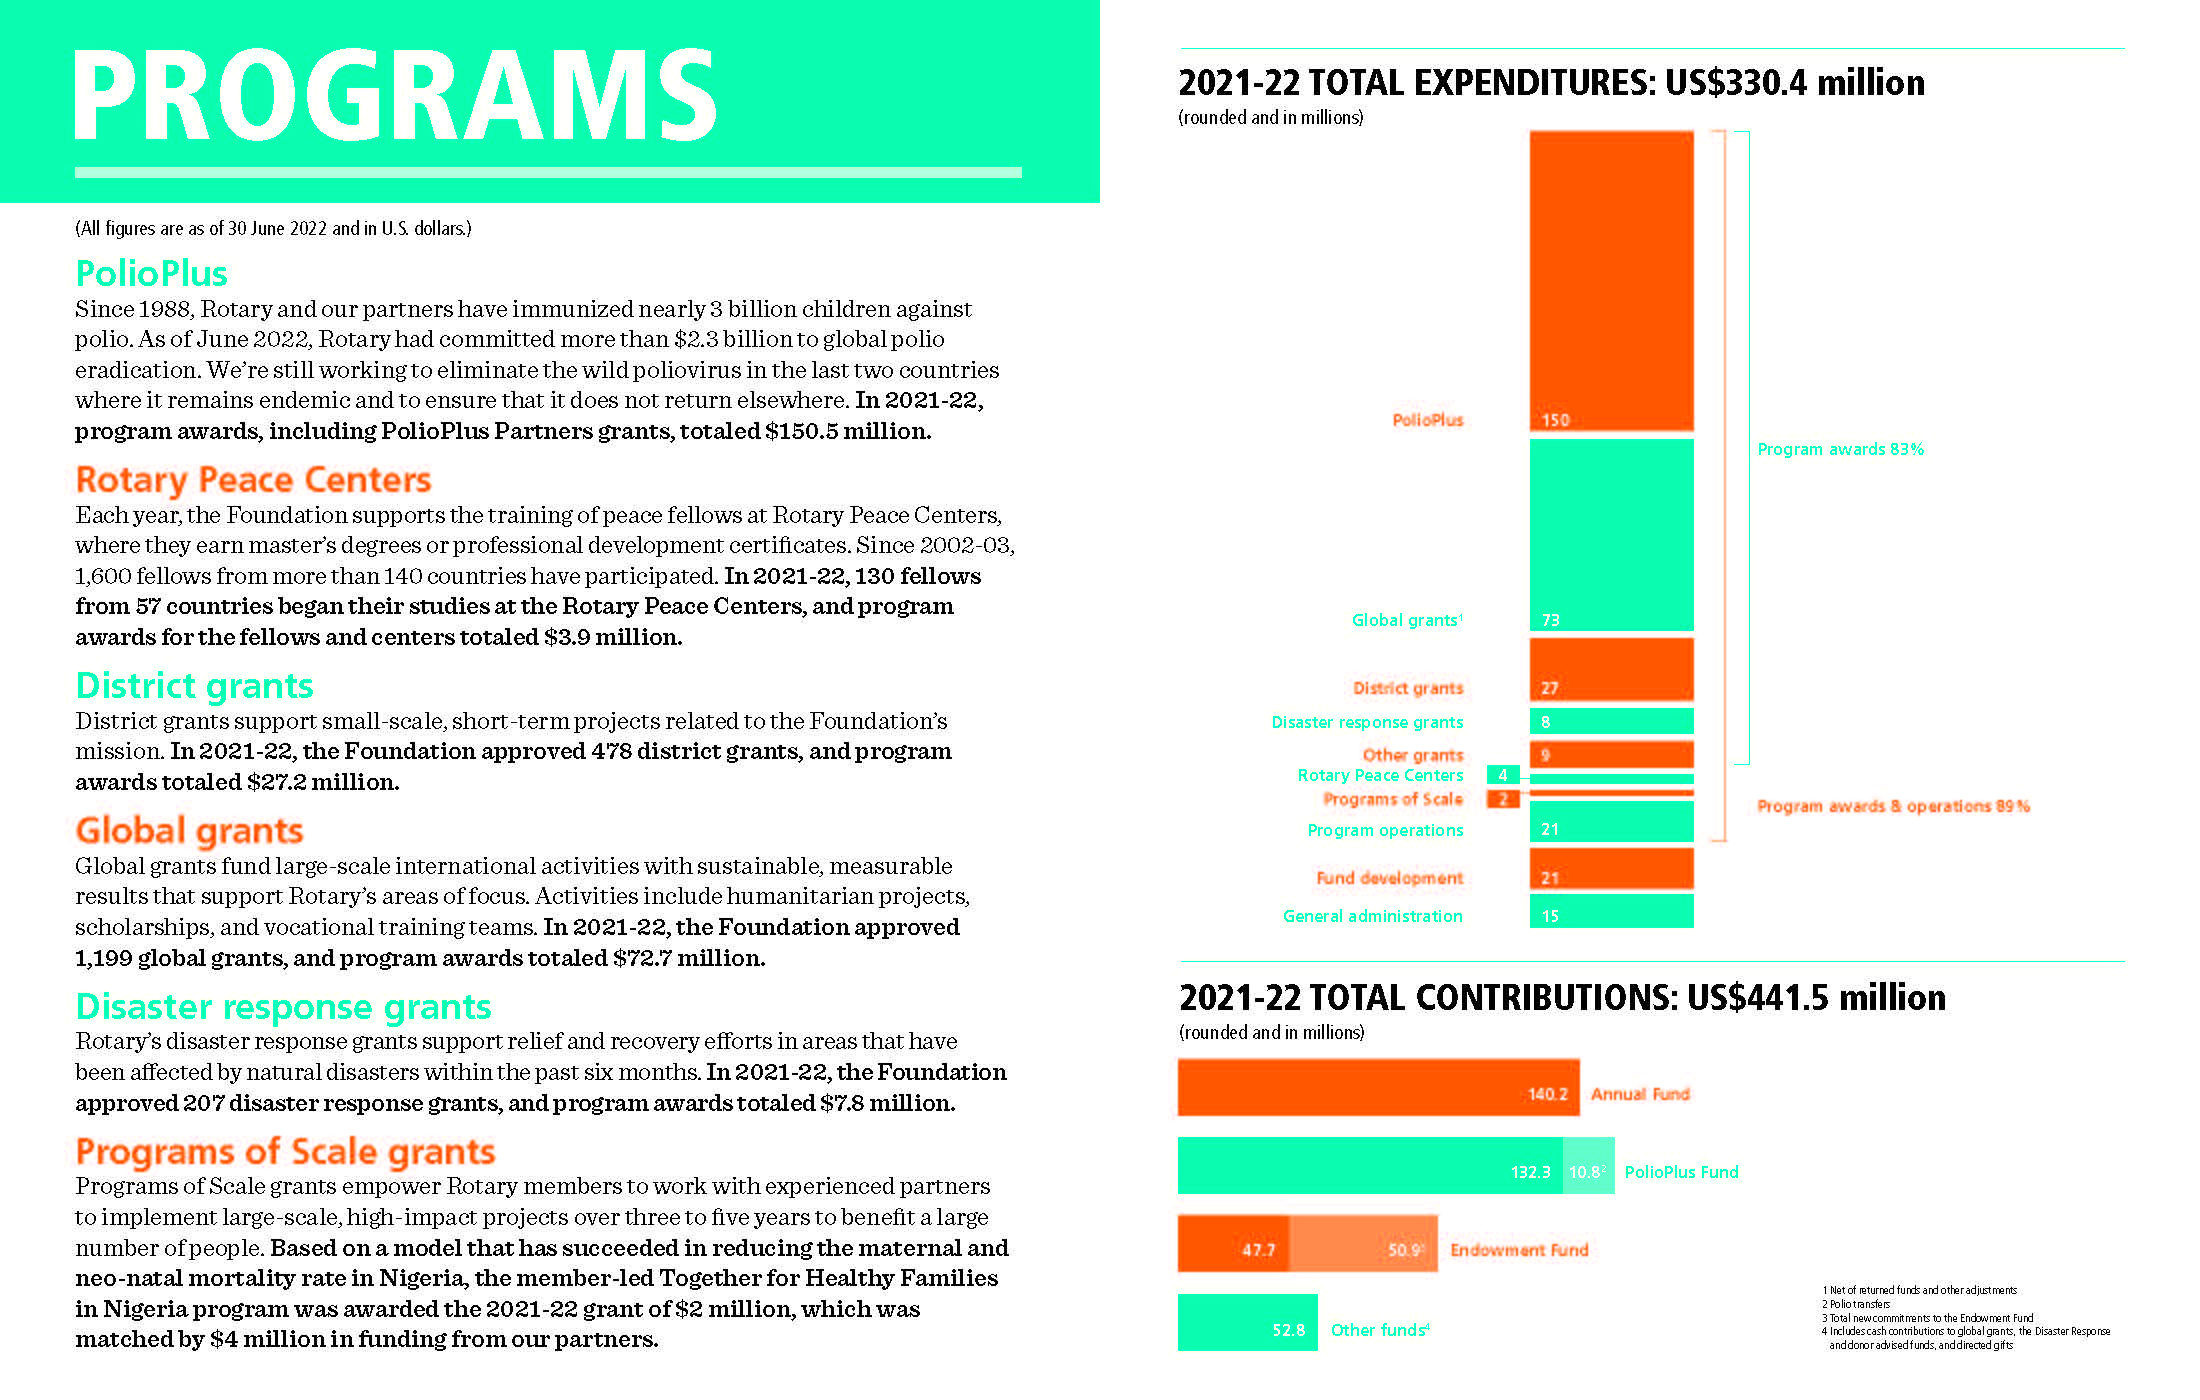 PROGRAMS
(All figures are as of 30 June 2022 and in U.S. dollars.)
PolioPlus
Since 1988, Rotary and our partners have immunized nearly 3 billion children against
polio. As of June 2022, Rotary had committed more than $2.3 billion to global polio
eradication. We’re still working to eliminate the wild poliovirus in the last two countries
where it remains endemic and to ensure that it does not return elsewhere. In 2021-22,
program awards, including PolioPlus Partners grants, totaled $150.5 million.
Rotary Peace Centers
Each year, the Foundation supports the training of peace fellows at Rotary Peace Centers,
where they earn master’s degrees or professional development certificates. Since 2002-03,
1,600 fellows from more than 140 countries have participated. In 2021-22, 130 fellows
from 57 countries began their studies at the Rotary Peace Centers, and program
awards for the fellows and centers totaled $3.9 million.
District grants
District grants support small-scale, short-term projects related to the Foundation’s
mission. In 2021-22, the Foundation approved 478 district grants, and program
awards totaled $27.2 million.
Global grants
Global grants fund large-scale international activities with sustainable, measurable
results that support Rotary’s areas of focus. Activities include humanitarian projects,
scholarships, and vocational training teams. In 2021-22, the Foundation approved
1,199 global grants, and program awards totaled $72.7 million.
Disaster response grants
Rotary’s disaster response grants support relief and recovery efforts in areas that have
been affected by natural disasters within the past six months. In 2021-22, the Foundation
approved 207 disaster response grants, and program awards totaled $7.8 million.
Programs of Scale grants
Programs of Scale grants empower Rotary members to work with experienced partners
to implement large-scale, high-impact projects over three to five years to benefit a large
number of people. Based on a model that has succeeded in reducing the maternal and
neo-natal mortality rate in Nigeria, the member-led Together for Healthy Families
in Nigeria program was awarded the 2021-22 grant of $2 million, which was
matched by $4 million in funding from our partners.
2021-22 TOTAL EXPENDITURES: US$330.4 million
(rounded and in millions)
PolioPlus 150
Program awards 83%
Global grants¹ 73
District grants 27
Disaster response grants 8
Other grants 9
Rotary Peace Centers 4
Programs of Scale 2
Program awards & operations 89%
Program operations 21
Fund development 21
General administration 15
2021-22 TOTAL CONTRIBUTIONS: US$441.5 million
(rounded and in millions)
140.2 Annual Fund
132.3 10.8² PolioPlus Fund
47.7 50.9³ Endowment Fund
52.8 Other funds⁴
1 Net of returned funds and other adjustments
2 Polio transfers
3 Total new commitments to the Endowment Fund
4 Includes cash contributions to global grants, the Disaster Response
and donor advised funds, and directed gifts